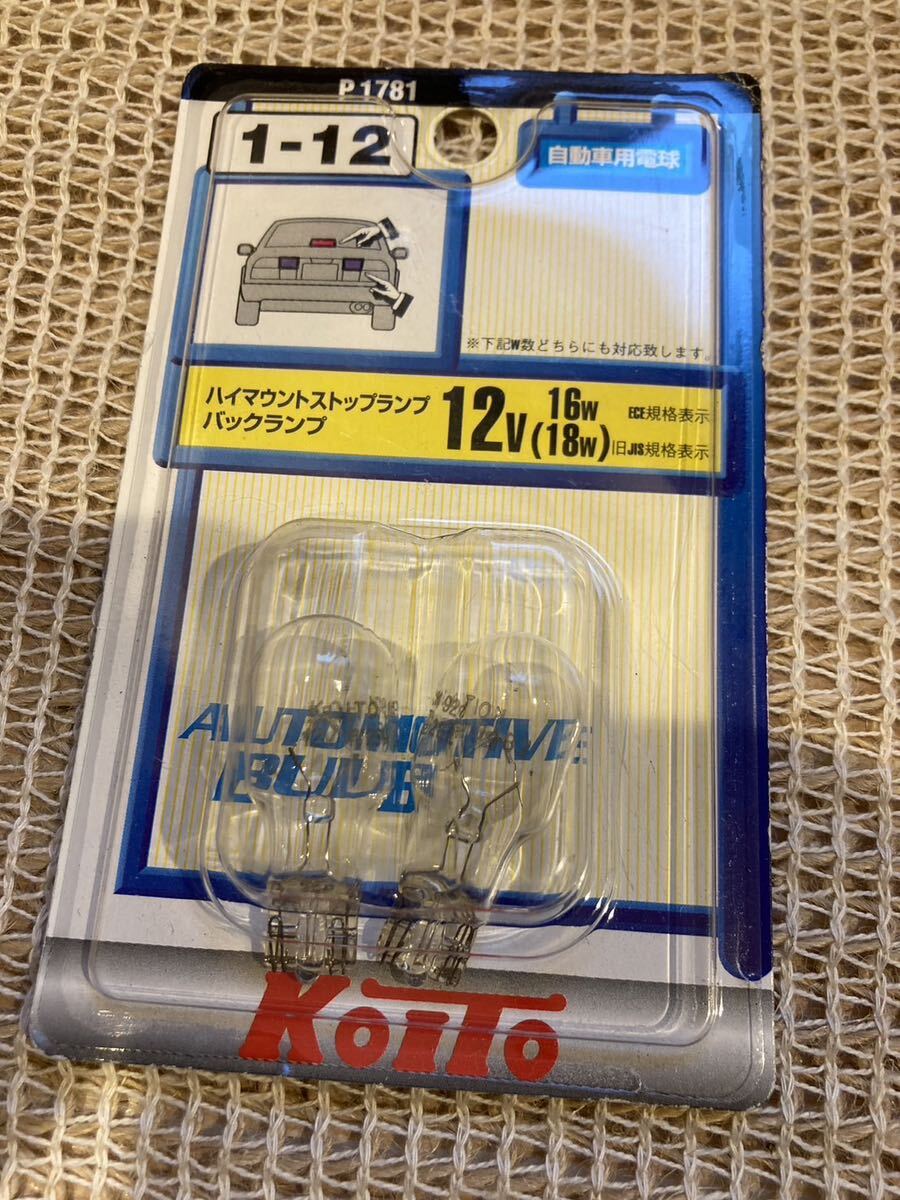 P 1781
1-12
自動車用電球
※下記W数どちらにも対応致します。
ハイマウントストップランプ
バックランプ
12V
16W ECE規格表示
(18W) 旧JIS規格表示
AUTOMOTIVE
BULB
KOITO